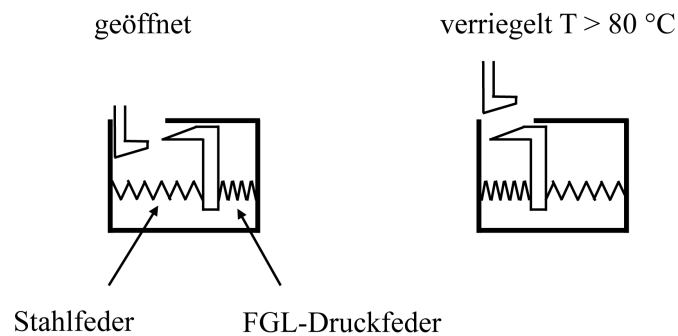 geöffnet
verriegelt T > 80 °C
Stahlfeder
FGL-Druckfeder